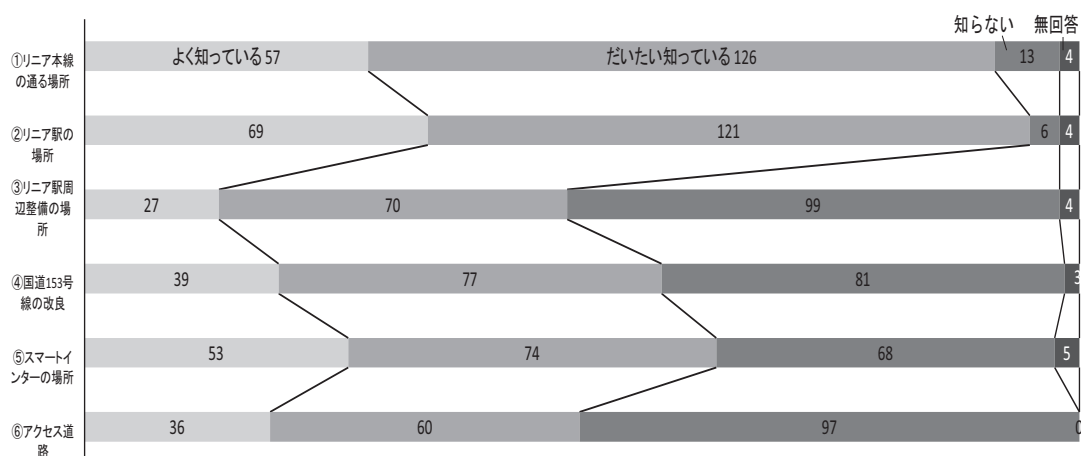 知らない 無回答
①リニア本線
の通る場所
よく知っている 57 だいたい知っている 126 13 4
②リニア駅の
場所
69 121 6 4
③リニア駅周
辺整備の場
所
27 70 99 4
④国道153号
線の改良
39 77 81 3
⑤スマートイ
ンターの場所
53 74 68 5
⑥アクセス道
路
36 60 97 0